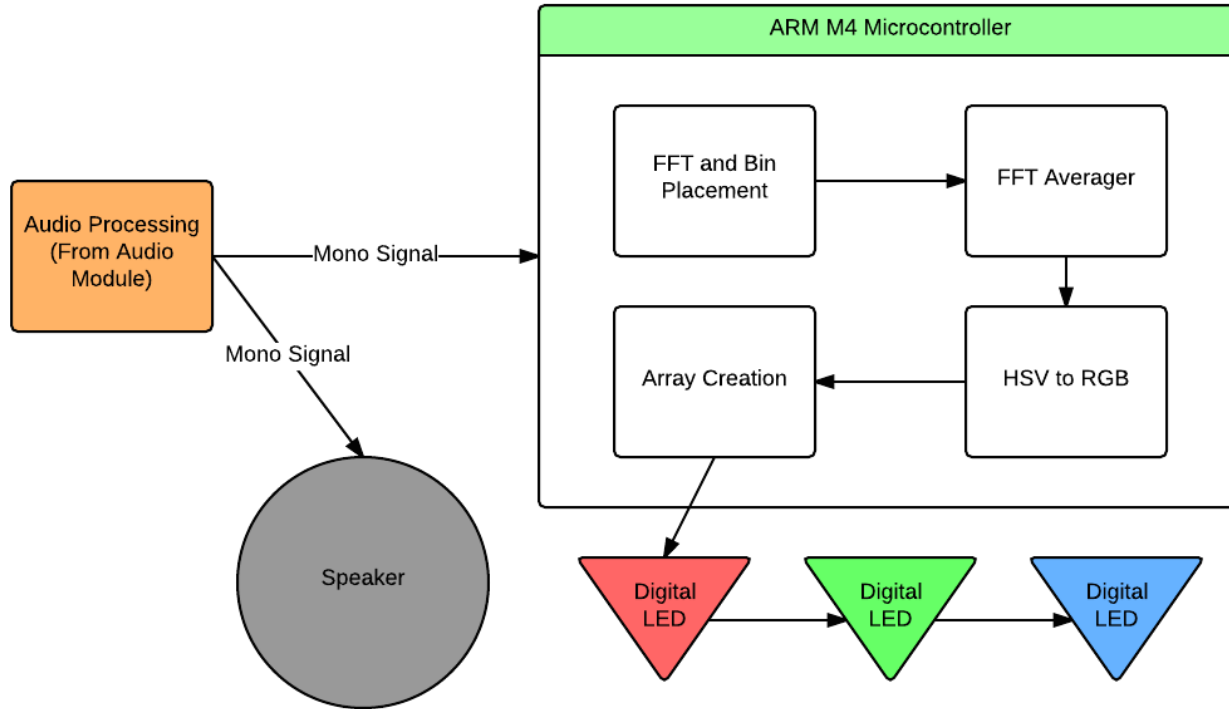 ARM M4 Microcontroller
FFT and Bin
Placement
FFT Averager
Audio Processing
(From Audio
Module)
Mono Signal
Mono Signal
Array Creation
HSV to RGB
Speaker
Digital
LED
Digital
LED
Digital
LED